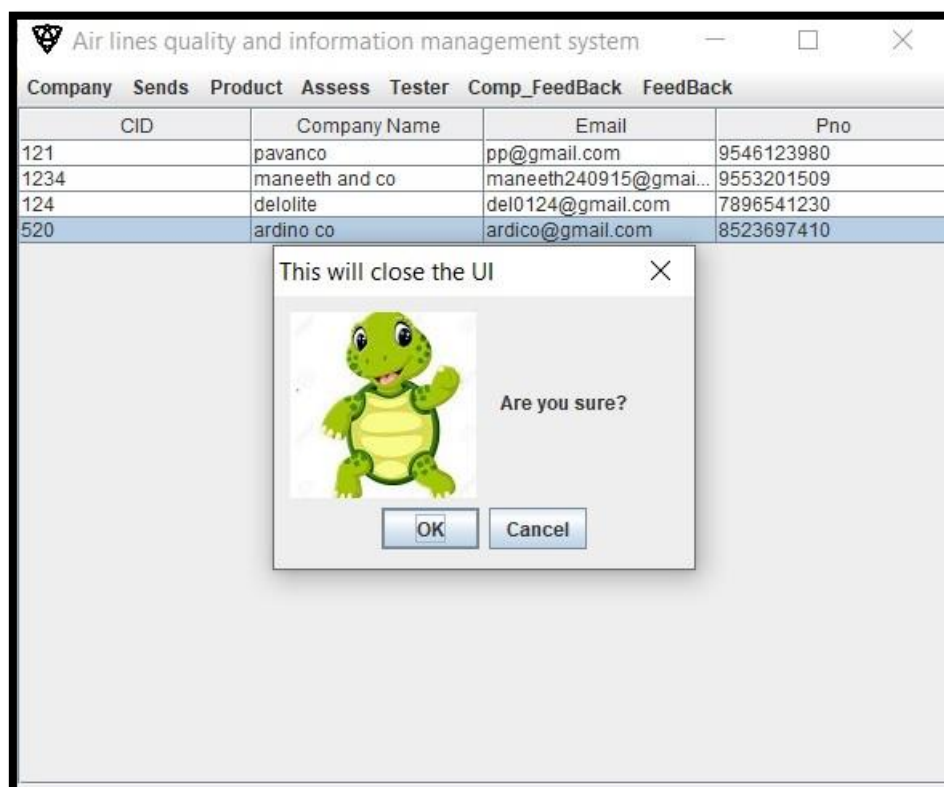 Air lines quality and information management system
Company Sends Product Assess Tester Comp_FeedBack FeedBack
CID Company Name Email Pno
121 pavanco pp@gmail.com 9546123980
1234 maneeth and co maneeth240915@gmai... 9553201509
124 delolite del0124@gmail.com 7896541230
520 ardino co ardico@gmail.com 8523697410
This will close the UI
Are you sure?
OK Cancel